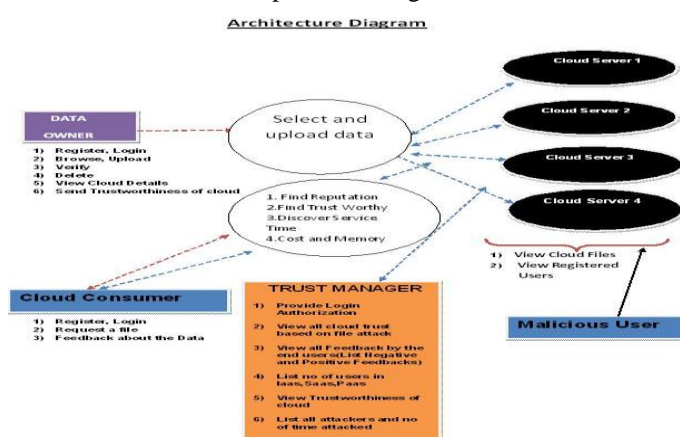 Architecture Diagram
Cloud Server 1
Cloud Server 2
Cloud Server 3
Cloud Server 4
DATA
OWNER
1) Register, Login
2) Browse, Upload
3) Verify
4) Delete
5) View Cloud Details
6) Send Trustworthiness of cloud
Select and
upload data
1. Find Reputation
2.Find Trust Worthy
3.Discover Service
Time
4.Cost and Memory
1) View Cloud Files
2) View Registered
Users
Cloud Consumer
1) Register, Login
2) Request a file
3) Feedback about the Data
TRUST MANAGER
1) Provide Login
Authorization
2) View all cloud trust
based on file attack
3) View all Feedback by the
end users(List Negative
and Positive Feedbacks)
4) List no of users in
Iaas,Saas,Paas
5) View Trustworthiness of
cloud
6) List all attackers and no
of time attacked
Malicious User